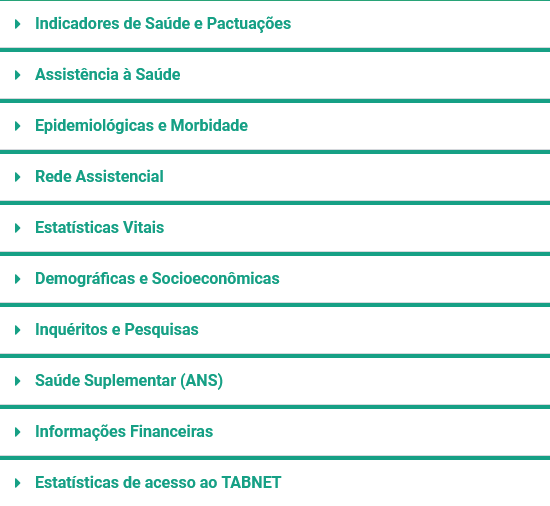 Indicadores de Saúde e Pactuações
Assistência à Saúde
Epidemiológicas e Morbidade
Rede Assistencial
Estatísticas Vitais
Demográficas e Socioeconômicas
Inquéritos e Pesquisas
Saúde Suplementar (ANS)
Informações Financeiras
Estatísticas de acesso ao TABNET